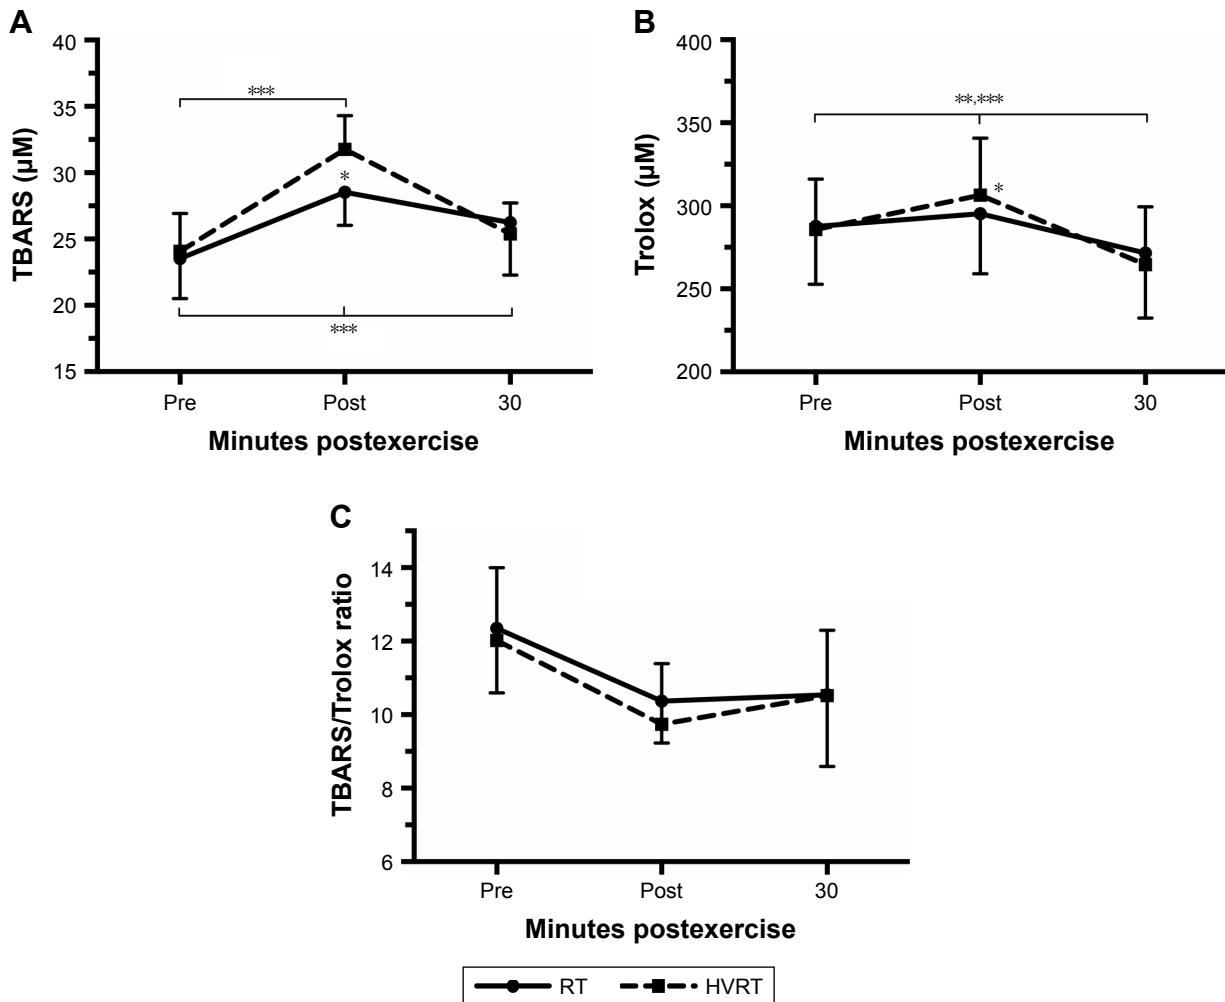 A
TBARS (μM)
40
35
30
25
20
15
***
*
***
Pre
Post
30
Minutes postexercise
B
Trolox (μM)
400
350
300
250
200
**,***
*
Pre
Post
30
Minutes postexercise
C
TBARS/Trolox ratio
14
12
10
8
6
Pre
Post
30
Minutes postexercise
RT
HVRT